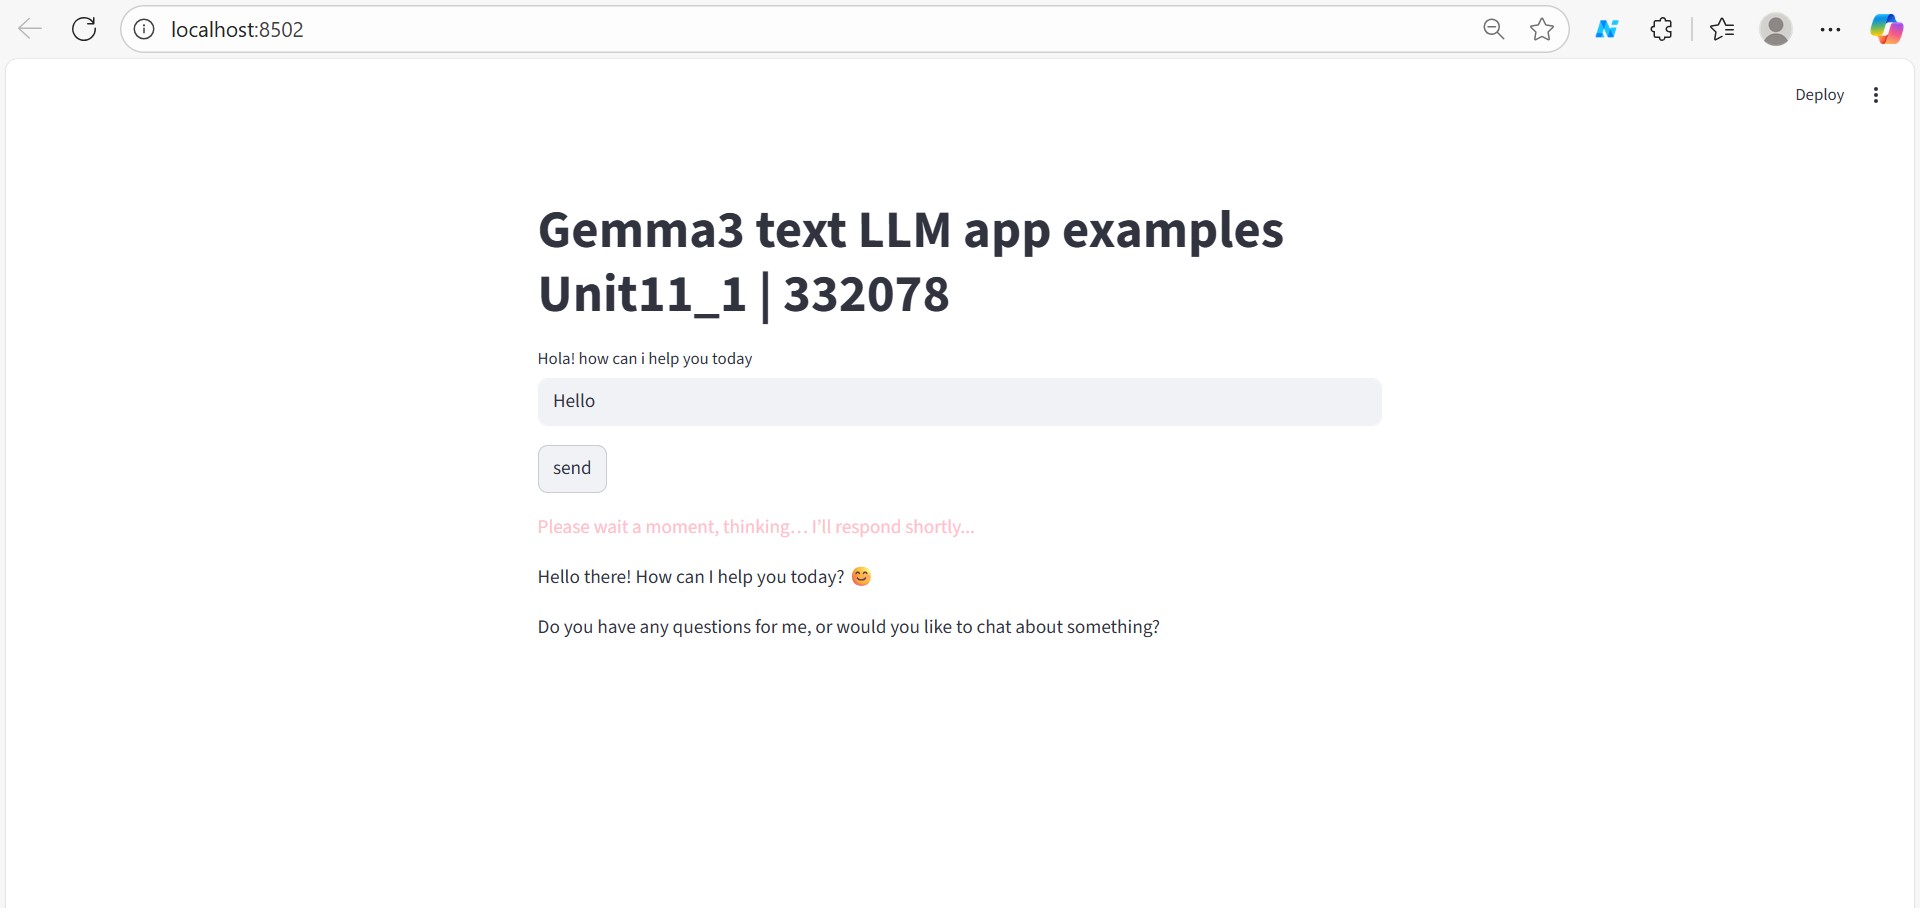 localhost:8502
Deploy
Gemma3 text LLM app examples
Unit11_1 | 332078
Hola! how can i help you today
Hello
send
Please wait a moment, thinking… I’ll respond shortly...
Hello there! How can I help you today? 😊
Do you have any questions for me, or would you like to chat about something?